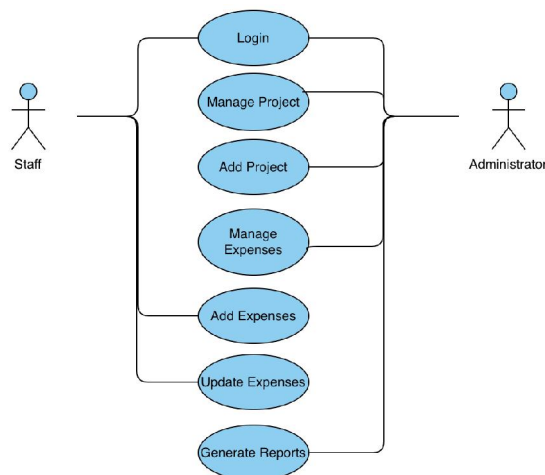 Login
Manage Project
Staff
Administrator
Add Project
Manage
Expenses
Add Expenses
Update Expenses
Generate Reports